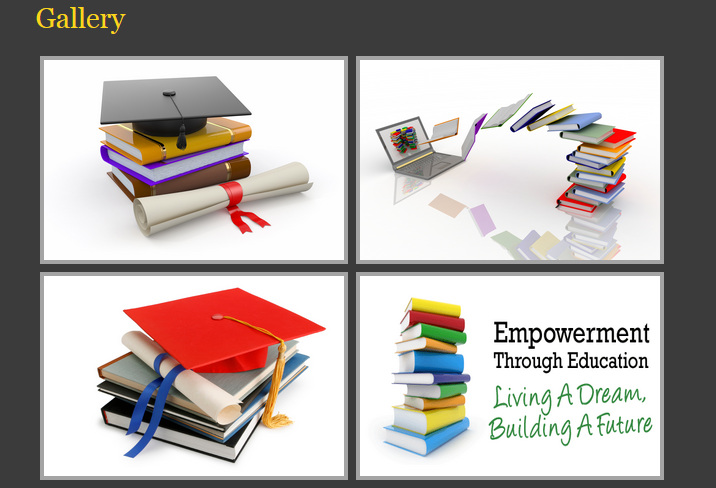 Gallery
Empowerment
Through Education
Living A Dream,
Building A Future